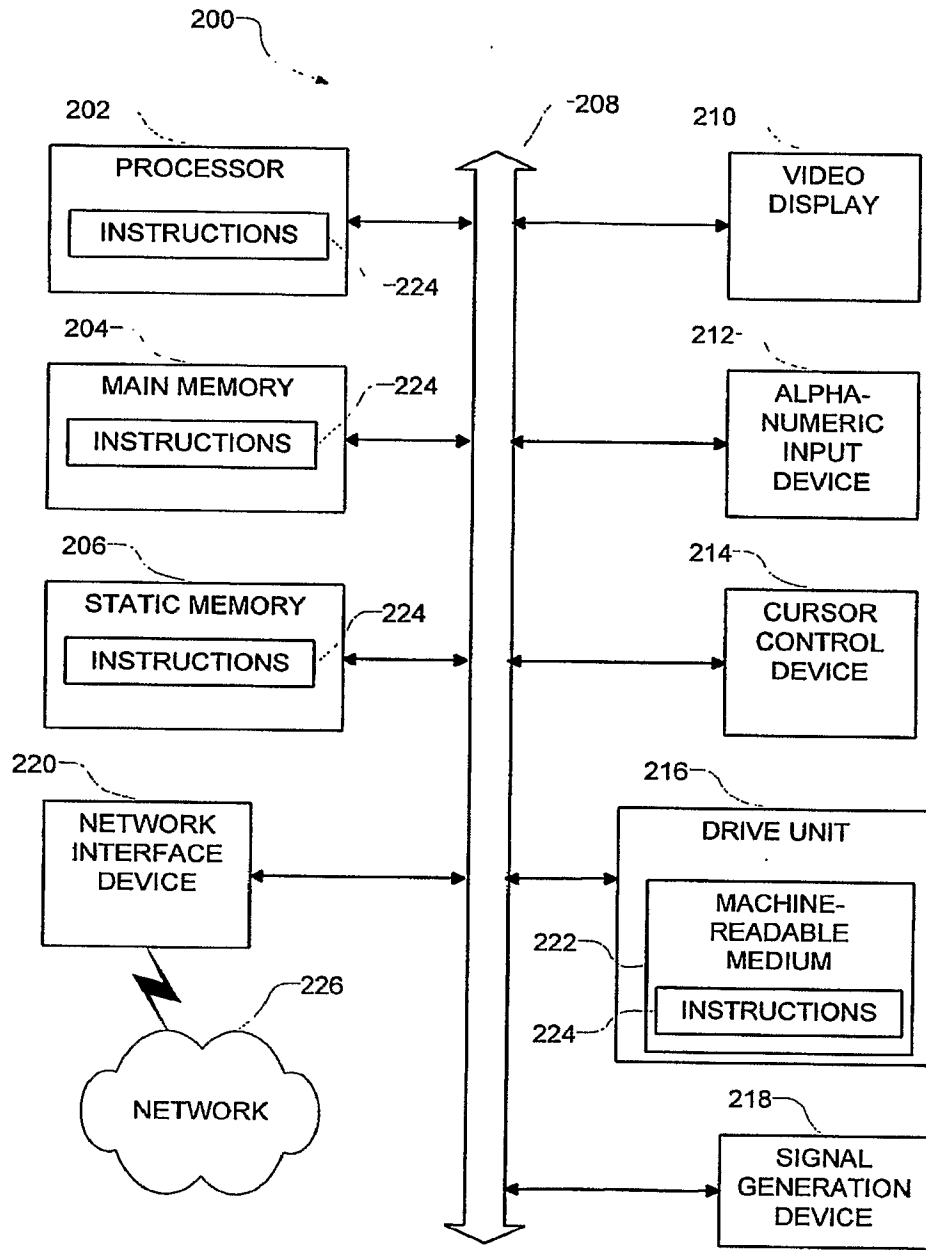 200
202
208
210
PROCESSOR
INSTRUCTIONS
224
VIDEO
DISPLAY
204
MAIN MEMORY
224
INSTRUCTIONS
212
ALPHA-
NUMERIC
INPUT
DEVICE
206
STATIC MEMORY
224
INSTRUCTIONS
214
CURSOR
CONTROL
DEVICE
220
NETWORK
INTERFACE
DEVICE
226
NETWORK
216
DRIVE UNIT
MACHINE-
READABLE
MEDIUM
222
INSTRUCTIONS
224
218
SIGNAL
GENERATION
DEVICE